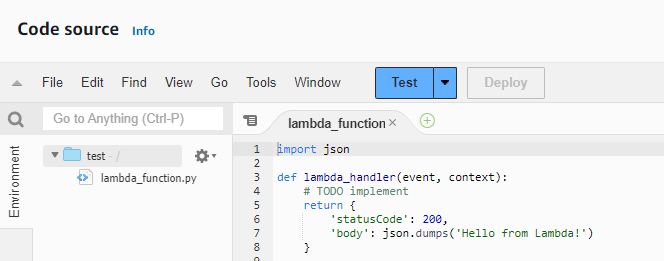 Code source Info
File Edit Find View Go Tools Window Test Deploy
Go to Anything (Ctrl-P)
lambda_function
Environment
test - /
lambda_function.py
1 import json
2
3 def lambda_handler(event, context):
4 # TODO implement
5 return {
6 'statusCode': 200,
7 'body': json.dumps('Hello from Lambda!')
8 }